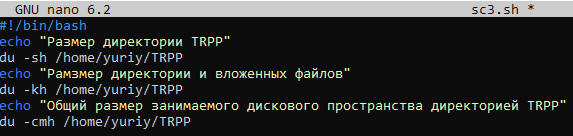 GNU nano 6.2 sc3.sh *
#!/bin/bash
echo "Размер директории TRPP"
du -sh /home/yuriy/TRPP
echo "Рамзмер директории и вложенных файлов"
du -kh /home/yuriy/TRPP
echo "Общий размер занимаемого дискового пространства директорией TRPP"
du -cmh /home/yuriy/TRPP